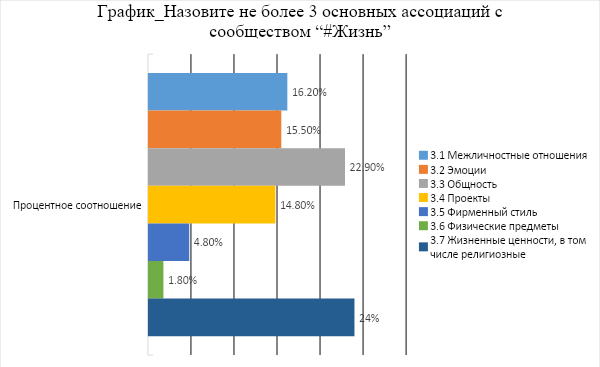 График_Назовите не более 3 основных ассоциаций с
сообществом “#Жизнь”
16.20%
15.50%
22.90%
14.80%
4.80%
1.80%
24%
Процентное соотношение
3.1 Межличностные отношения
3.2 Эмоции
3.3 Общность
3.4 Проекты
3.5 Фирменный стиль
3.6 Физические предметы
3.7 Жизненные ценности, в том
числе религиозные